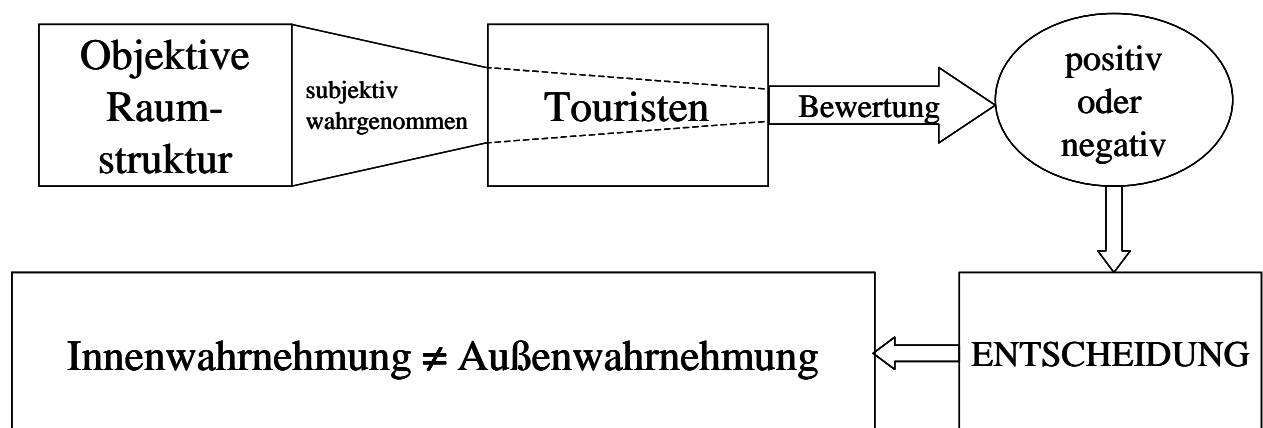 Objektive
Raum-
struktur
subjektiv
wahrgenommen
Touristen
Bewertung
positiv
oder
negativ
Innenwahrnehmung ≠ Außenwahrnehmung
ENTSCHEIDUNG